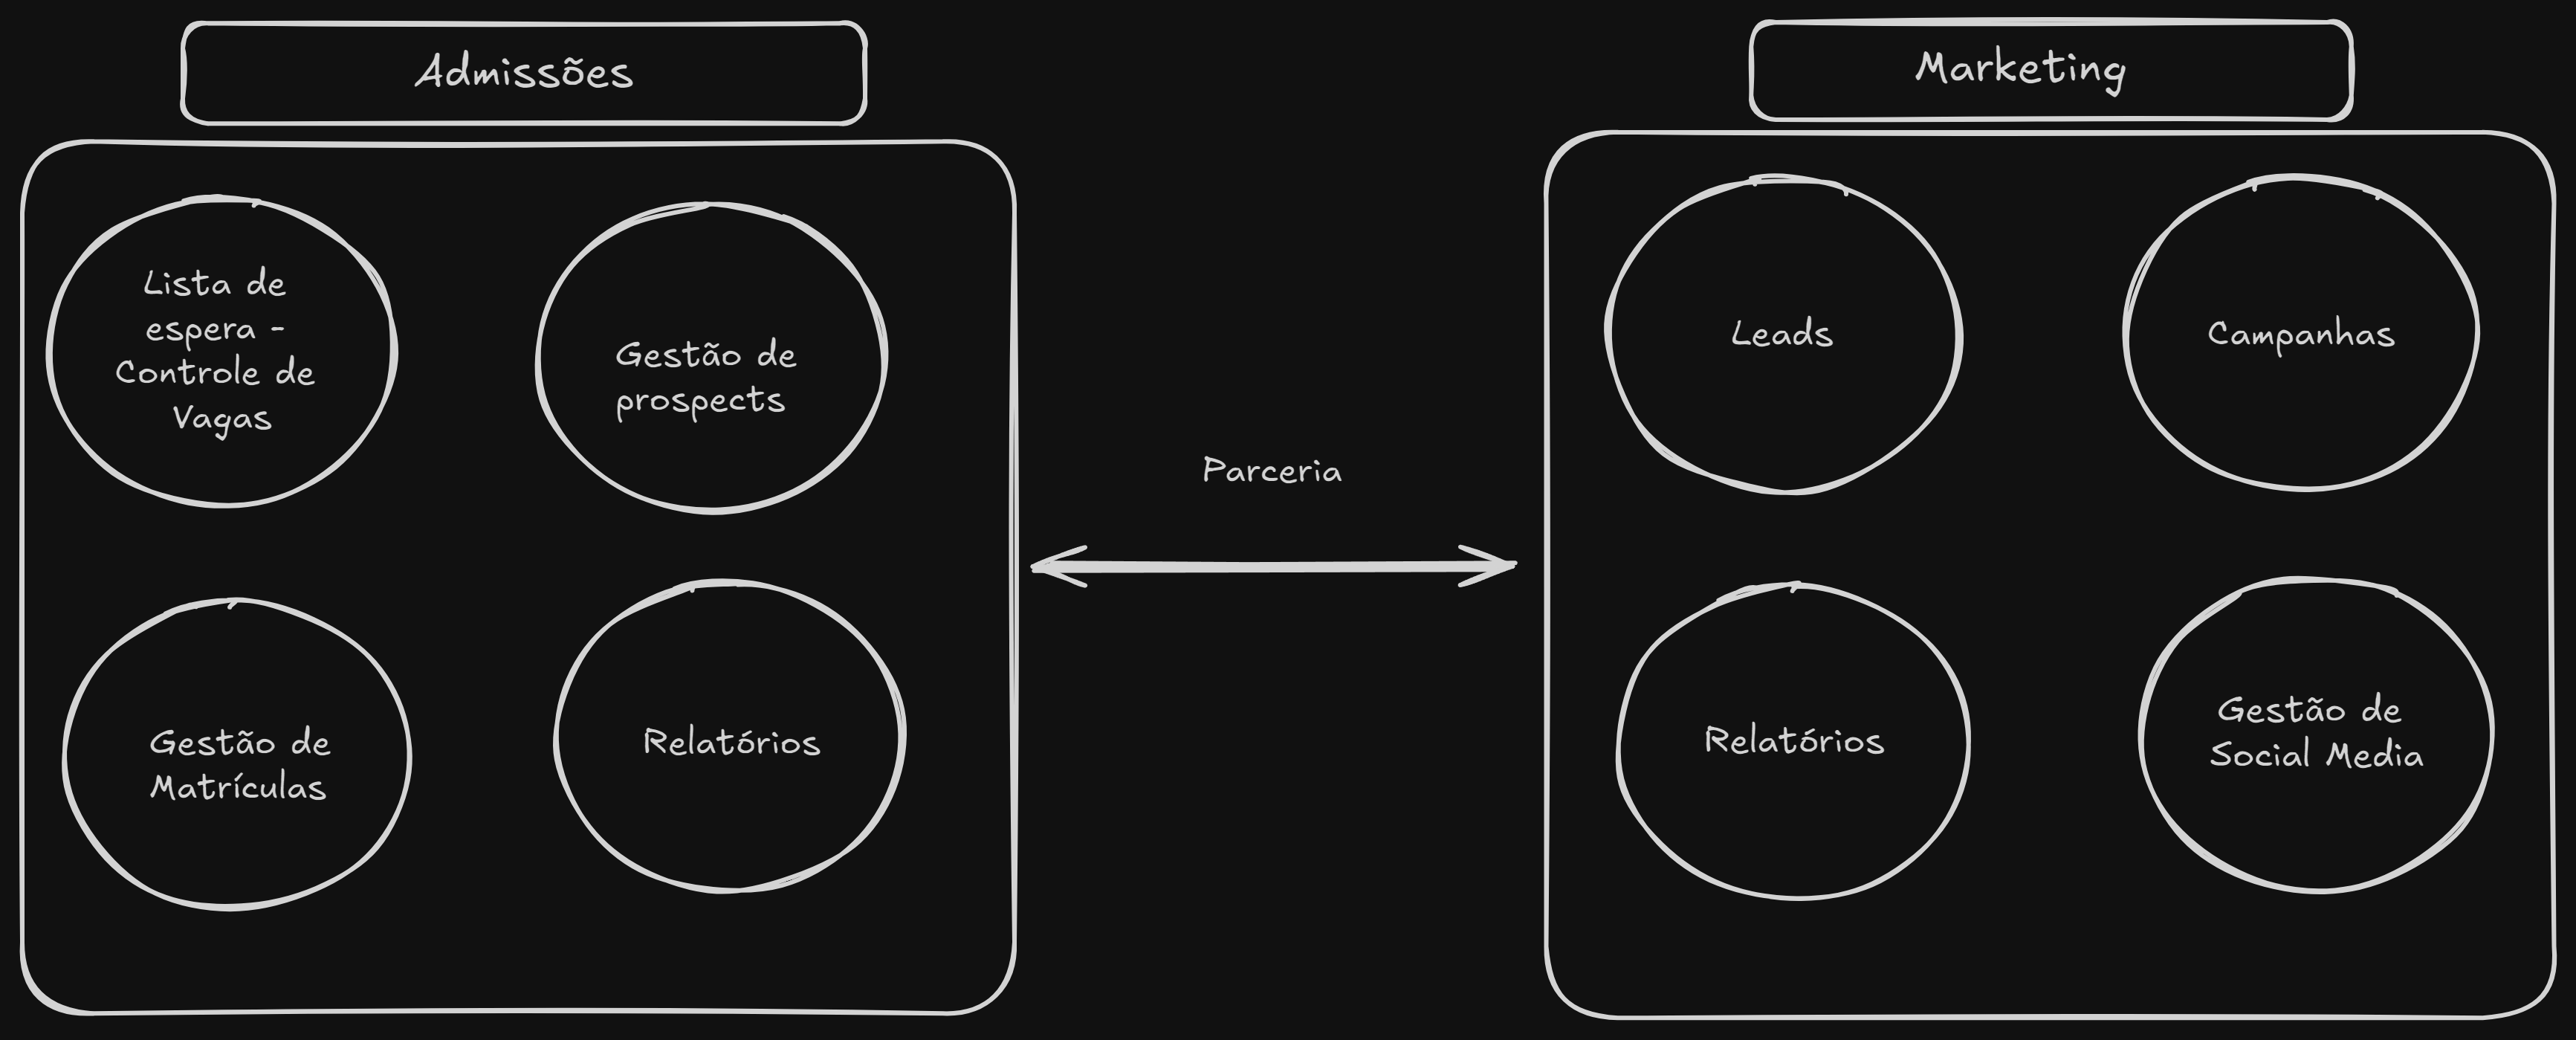 Admissões
Marketing
Lista de
espera -
Controle de
Vagas
Gestão de
prospects
Gestão de
Matrículas
Relatórios
Parceria
Leads
Campanhas
Relatórios
Gestão de
Social Media